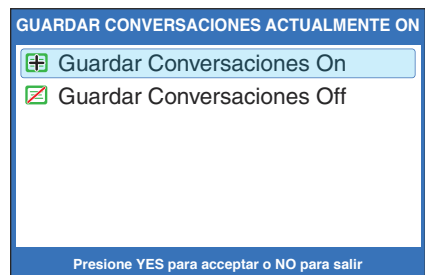 GUARDAR CONVERSACIONES ACTUALMENTE ON
Guardar Conversaciones On
Guardar Conversaciones Off
Presione YES para acceptar o NO para salir